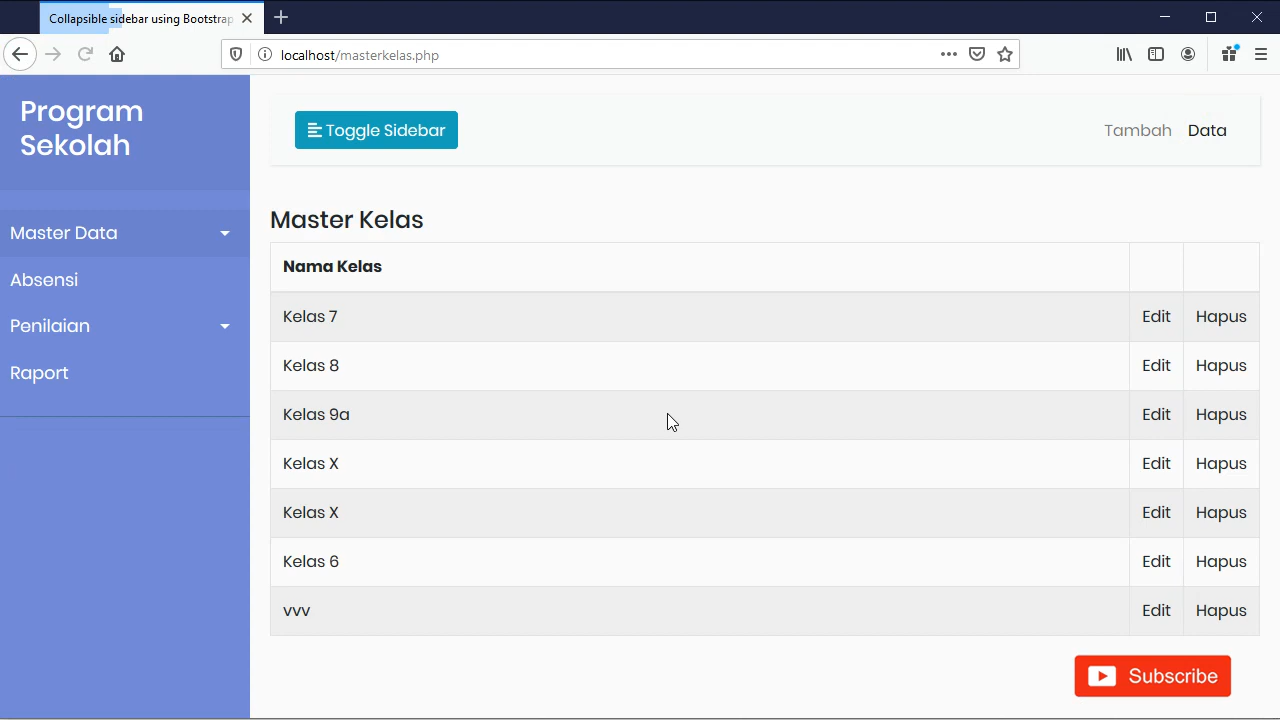 Collapsible sidebar using Bootstrap
localhost/masterkelas.php
Program
Sekolah
Toggle Sidebar
Tambah Data
Master Data
Absensi
Penilaian
Raport
Master Kelas
Nama Kelas
Kelas 7 Edit Hapus
Kelas 8 Edit Hapus
Kelas 9a Edit Hapus
Kelas X Edit Hapus
Kelas X Edit Hapus
Kelas 6 Edit Hapus
vvv Edit Hapus
Subscribe